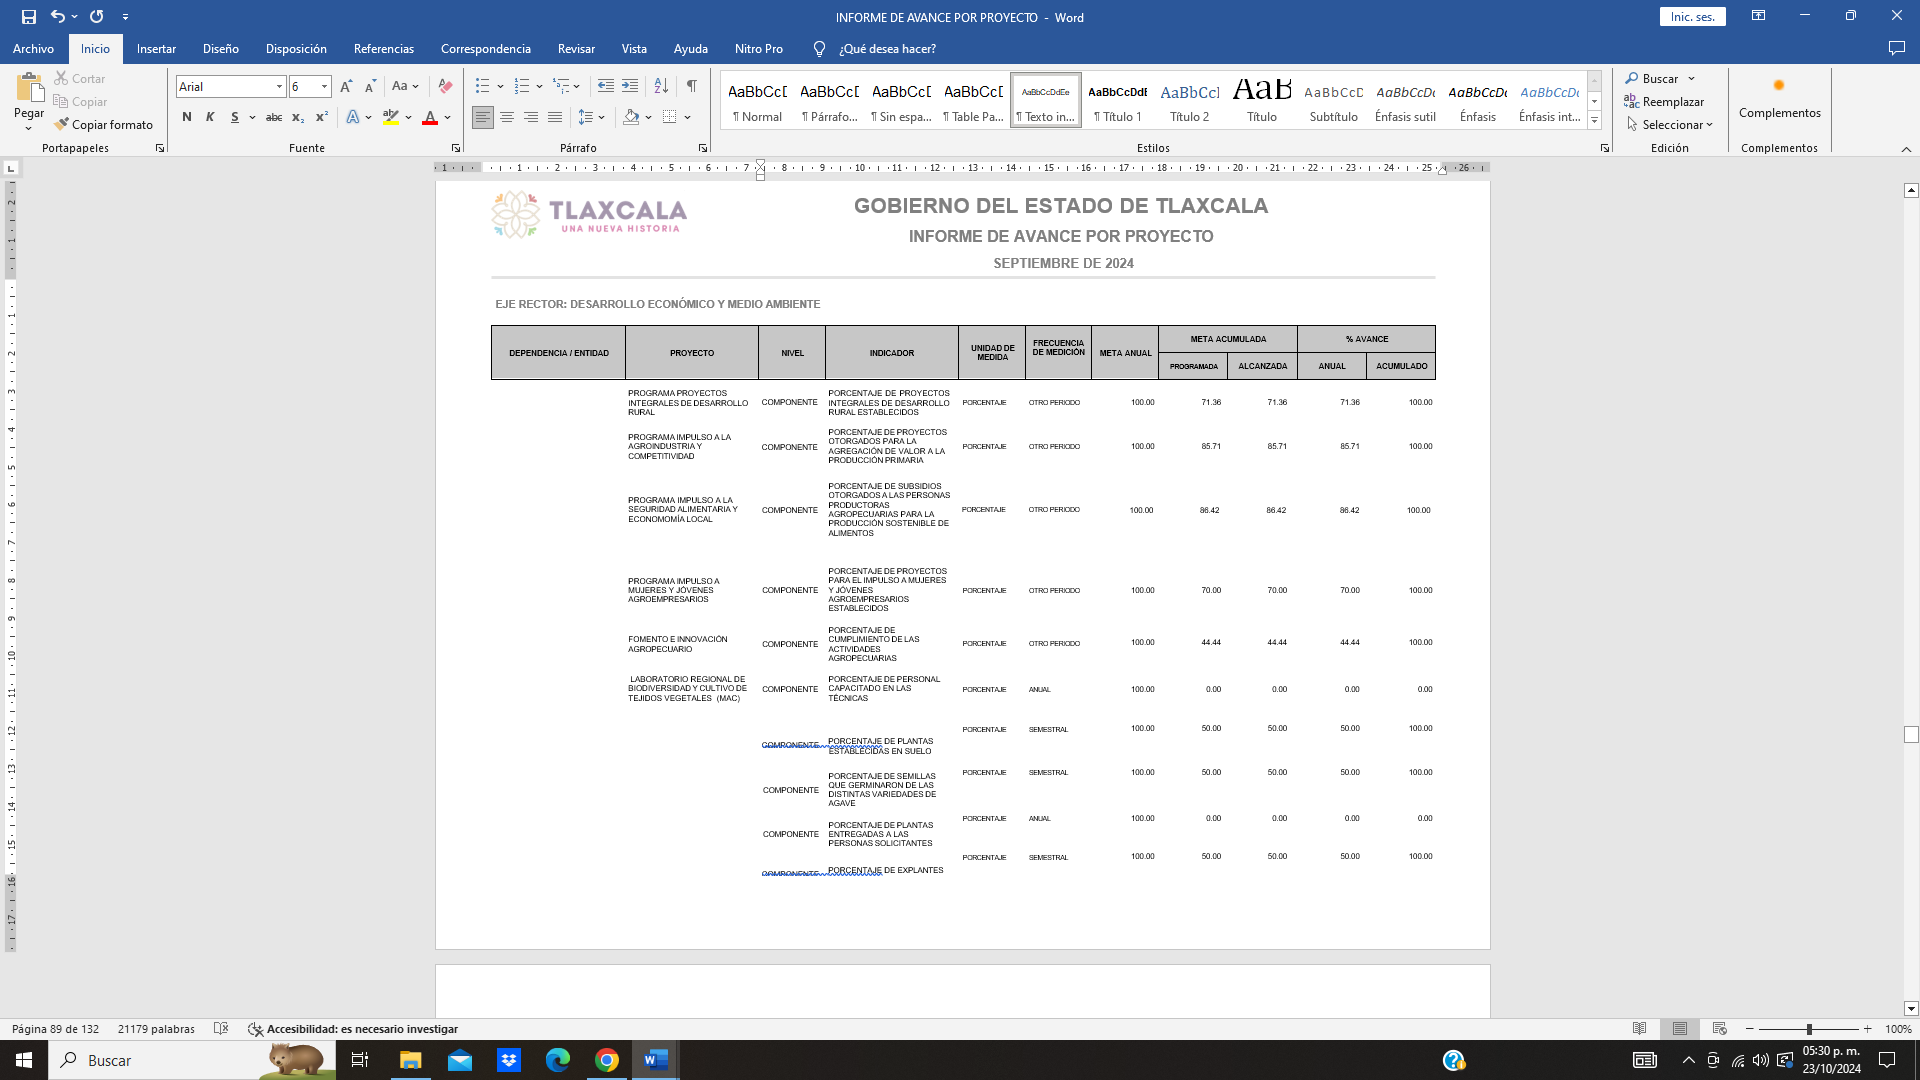 INFORME DE AVANCE POR PROYECTO - Word
Inic. ses.
Archivo Inicio Insertar Diseño Disposición Referencias Correspondencia Revisar Vista Ayuda Nitro Pro ¿Qué desea hacer?
Pegar
Cortar
Copiar
Copiar formato
Portapapeles
Arial 6
N K S abc x₂ x²
Fuente
Párrafo
AaBbCcDdEe
¶ Normal ¶ Párrafo... ¶ Sin espa... ¶ Table Pa... ¶ Texto in... ¶ Título 1 Título 2 Título Subtítulo Énfasis sutil Énfasis Énfasis int...
Estilos
Buscar
Reemplazar
Seleccionar
Edición
Complementos
Complementos
TLAXCALA
UNA NUEVA HISTORIA
GOBIERNO DEL ESTADO DE TLAXCALA
INFORME DE AVANCE POR PROYECTO
SEPTIEMBRE DE 2024
EJE RECTOR: DESARROLLO ECONÓMICO Y MEDIO AMBIENTE
DEPENDENCIA / ENTIDAD
PROYECTO
NIVEL
INDICADOR
UNIDAD DE
MEDIDA
FRECUENCIA
DE MEDICIÓN
META ANUAL
META ACUMULADA
PROGRAMADA ALCANZADA
% AVANCE
ANUAL ACUMULADO
PROGRAMA PROYECTOS
INTEGRALES DE DESARROLLO
RURAL
COMPONENTE
PORCENTAJE DE PROYECTOS
INTEGRALES DE DESARROLLO
RURAL ESTABLECIDOS
PORCENTAJE OTRO PERIODO 100.00 71.36 71.36 71.36 100.00
PROGRAMA IMPULSO A LA
AGROINDUSTRIA Y
COMPETITIVIDAD
COMPONENTE
PORCENTAJE DE PROYECTOS
OTORGADOS PARA LA
AGREGACIÓN DE VALOR A LA
PRODUCCIÓN PRIMARIA
PORCENTAJE OTRO PERIODO 100.00 85.71 85.71 85.71 100.00
PROGRAMA IMPULSO A LA
SEGURIDAD ALIMENTARIA Y
ECONOMOMÍA LOCAL
COMPONENTE
PORCENTAJE DE SUBSIDIOS
OTORGADOS A LAS PERSONAS
PRODUCTORAS
AGROPECUARIAS PARA LA
PRODUCCIÓN SOSTENIBLE DE
ALIMENTOS
PORCENTAJE OTRO PERIODO 100.00 86.42 86.42 86.42 100.00
PROGRAMA IMPULSO A
MUJERES Y JÓVENES
AGROEMPRESARIOS
COMPONENTE
PORCENTAJE DE PROYECTOS
PARA EL IMPULSO A MUJERES
Y JÓVENES
AGROEMPRESARIOS
ESTABLECIDOS
PORCENTAJE OTRO PERIODO 100.00 70.00 70.00 70.00 100.00
FOMENTO E INNOVACIÓN
AGROPECUARIO
COMPONENTE
PORCENTAJE DE
CUMPLIMIENTO DE LAS
ACTIVIDADES
AGROPECUARIAS
PORCENTAJE OTRO PERIODO 100.00 44.44 44.44 44.44 100.00
LABORATORIO REGIONAL DE
BIODIVERSIDAD Y CULTIVO DE
TEJIDOS VEGETALES (MAC)
COMPONENTE
PORCENTAJE DE PERSONAL
CAPACITADO EN LAS
TÉCNICAS
PORCENTAJE ANUAL 100.00 0.00 0.00 0.00 0.00
COMPONENTE
PORCENTAJE DE PLANTAS
ESTABLECIDAS EN SUELO
PORCENTAJE SEMESTRAL 100.00 50.00 50.00 50.00 100.00
COMPONENTE
PORCENTAJE DE SEMILLAS
QUE GERMINARON DE LAS
DISTINTAS VARIEDADES DE
AGAVE
PORCENTAJE SEMESTRAL 100.00 50.00 50.00 50.00 100.00
COMPONENTE
PORCENTAJE DE PLANTAS
ENTREGADAS A LAS
PERSONAS SOLICITANTES
PORCENTAJE ANUAL 100.00 0.00 0.00 0.00 0.00
COMPONENTE
PORCENTAJE DE EXPLANTES
PORCENTAJE SEMESTRAL 100.00 50.00 50.00 50.00 100.00
Página 89 de 132 21179 palabras Accesibilidad: es necesario investigar
100%
Buscar
05:30 p. m.
23/10/2024